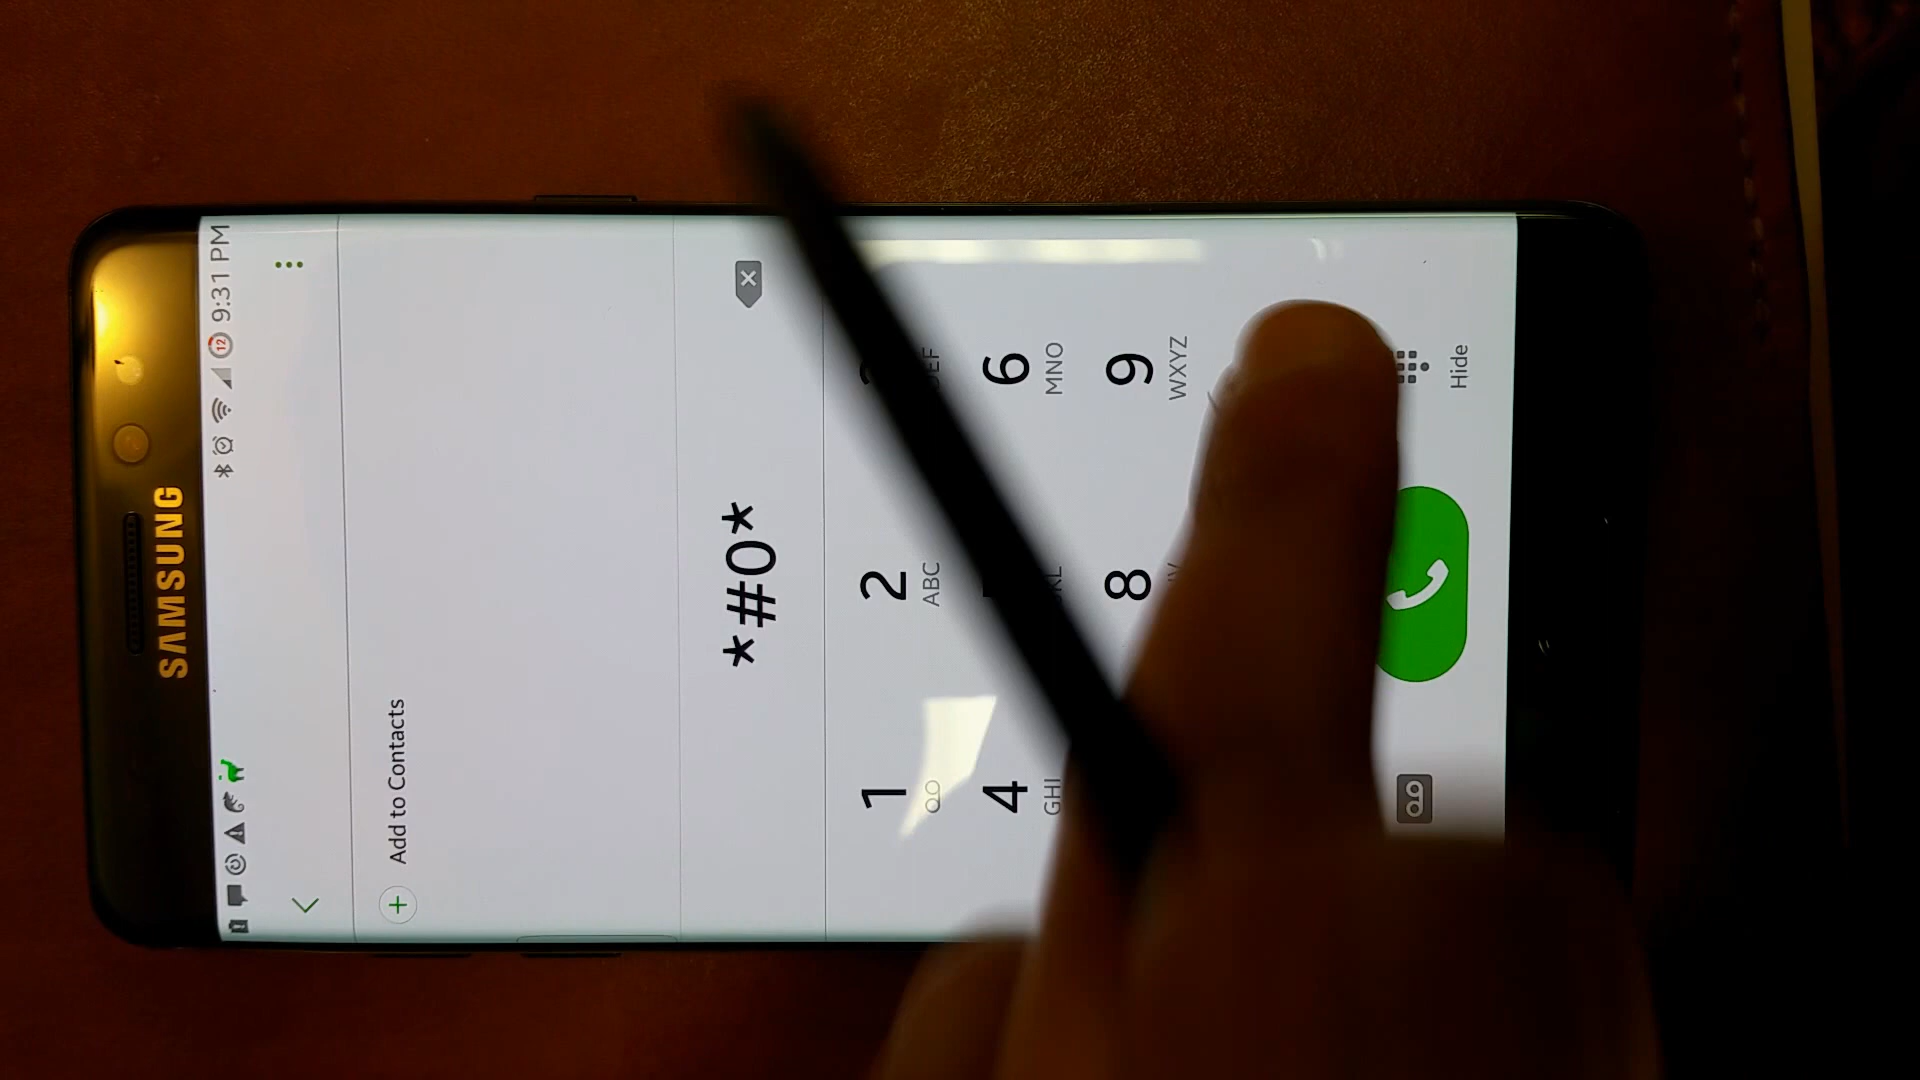 SAMSUNG
12 9:31 PM
Add to Contacts
*#0*
1
2 ABC
4 GHI
6 MNO
8
9 WXYZ
Hide